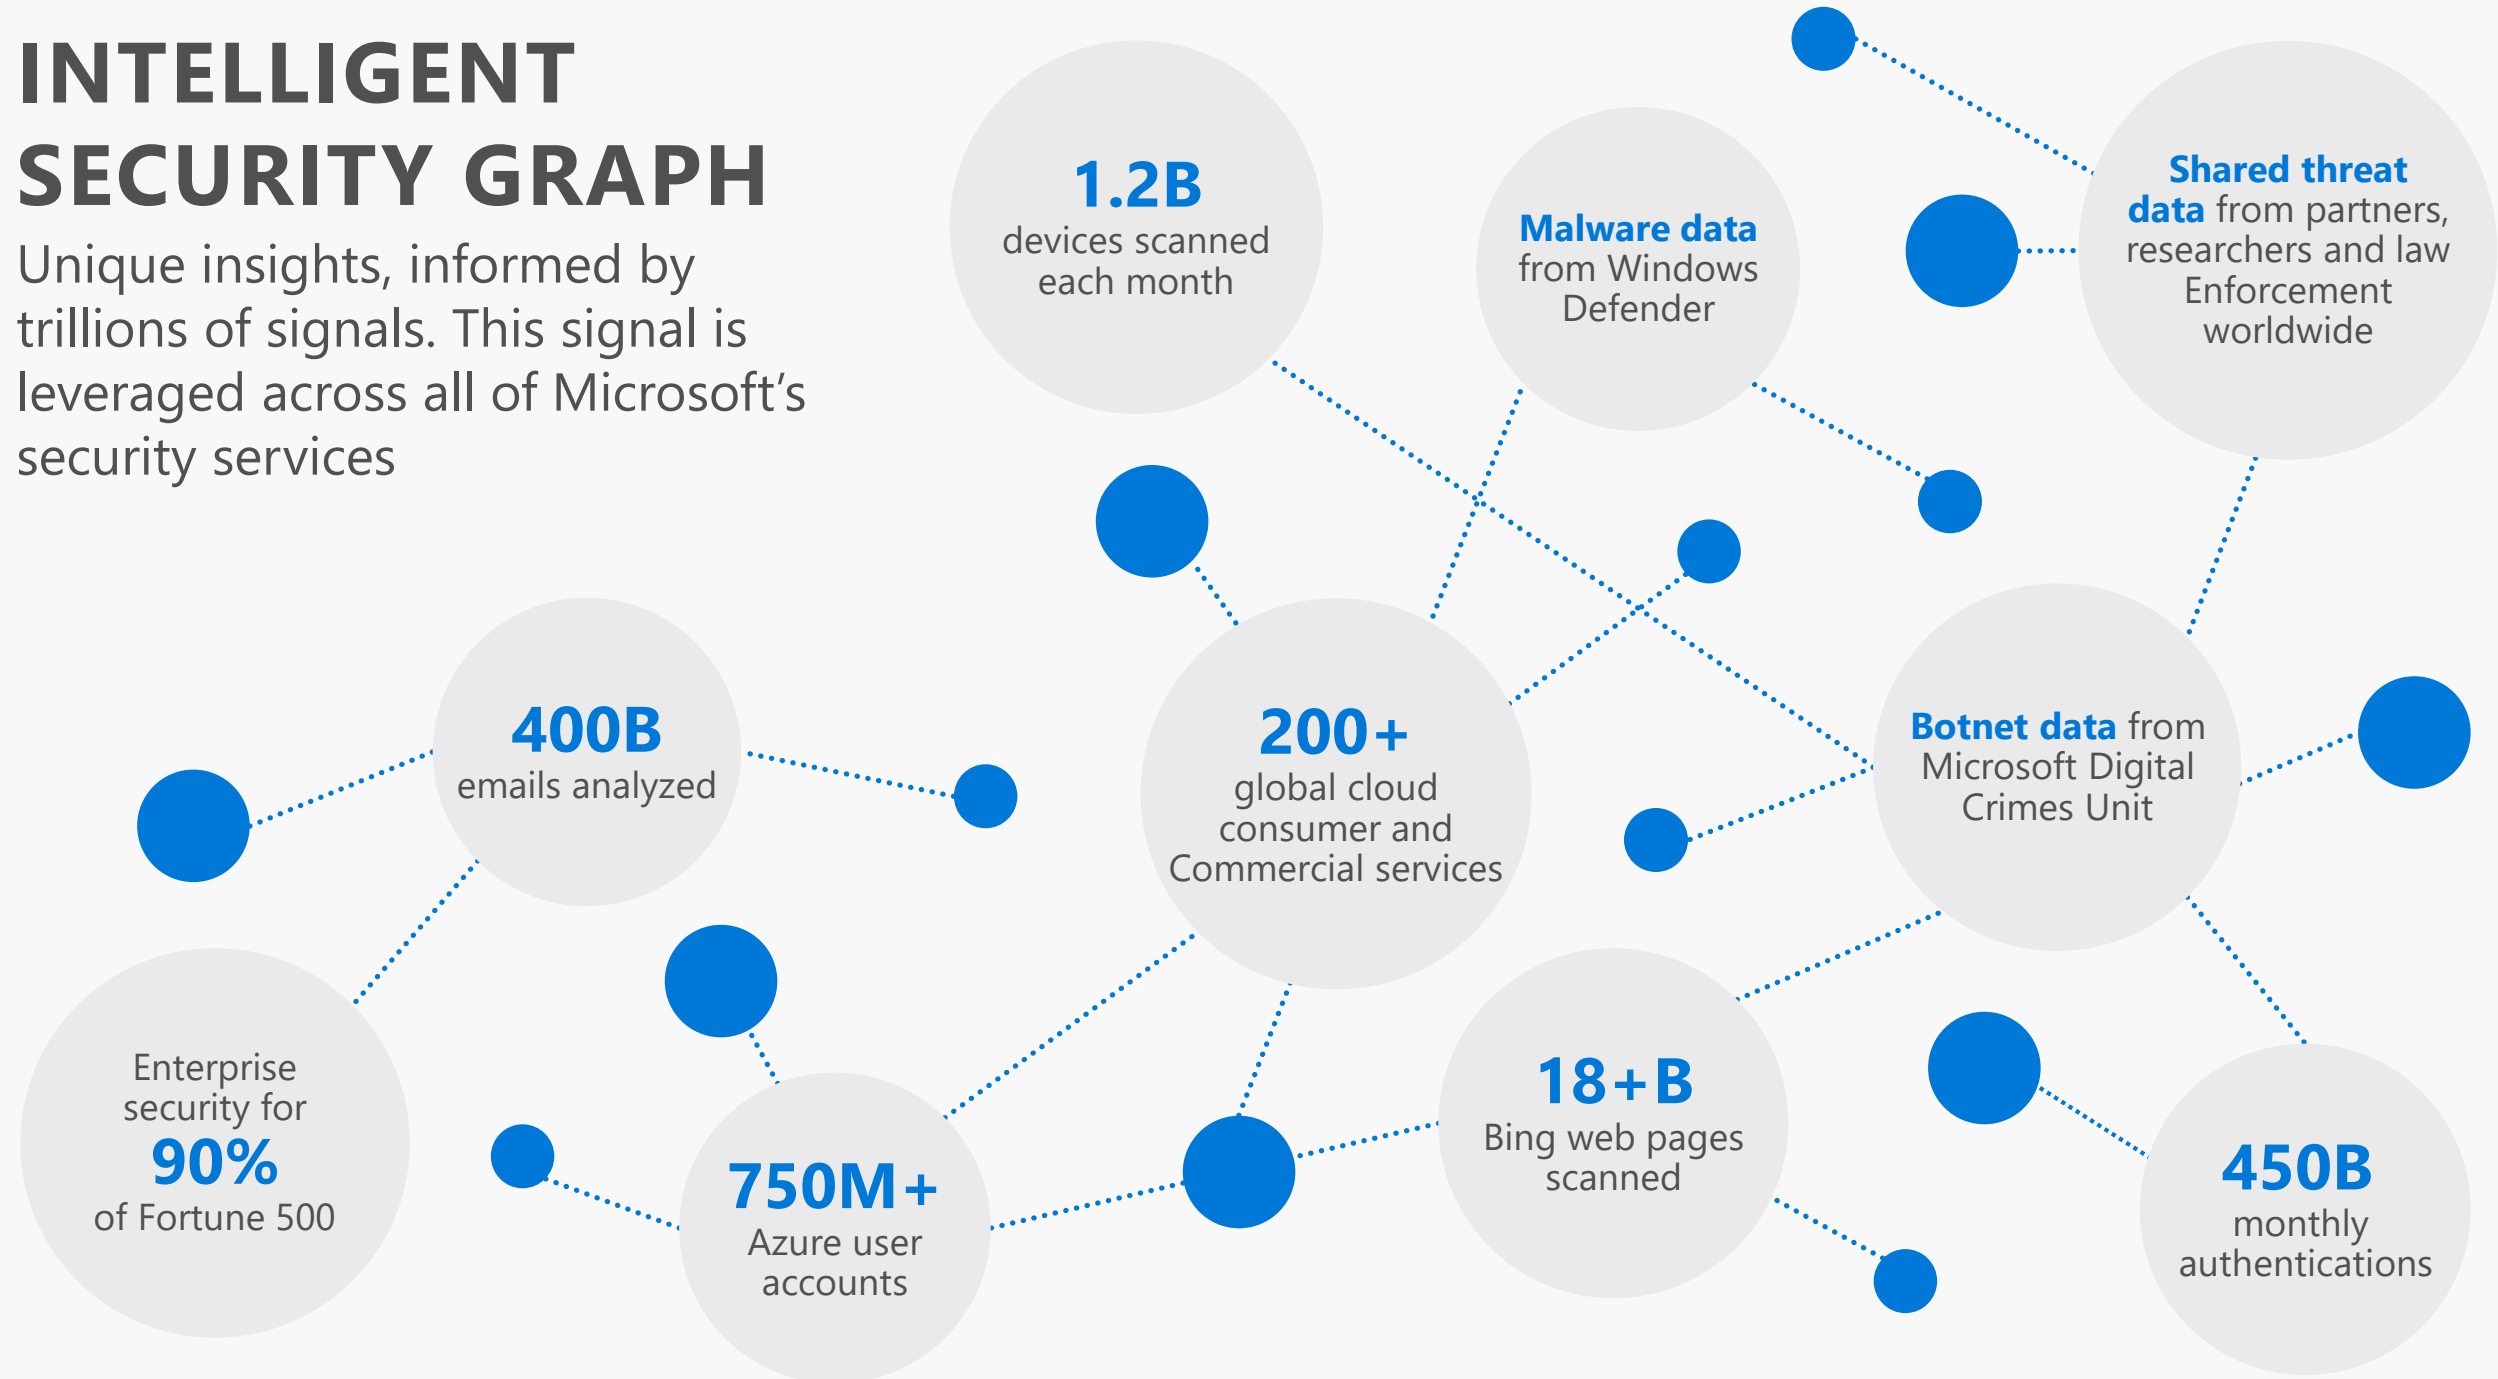 INTELLIGENT
SECURITY GRAPH
Unique insights, informed by
trillions of signals. This signal is
leveraged across all of Microsoft’s
security services
1.2B
devices scanned
each month
Malware data
from Windows
Defender
Shared threat
data from partners,
researchers and law
Enforcement
worldwide
400B
emails analyzed
200+
global cloud
consumer and
Commercial services
Botnet data from
Microsoft Digital
Crimes Unit
Enterprise
security for
90%
of Fortune 500
750M+
Azure user
accounts
18+B
Bing web pages
scanned
450B
monthly
authentications